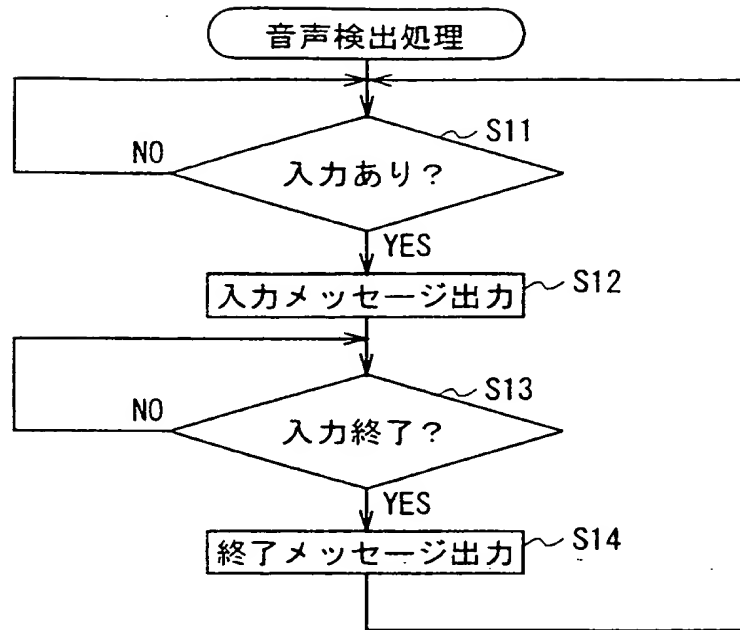 音声検出処理
S11
NO
入力あり?
YES
入力メッセージ出力
S12
S13
NO
入力終了?
YES
終了メッセージ出力
S14